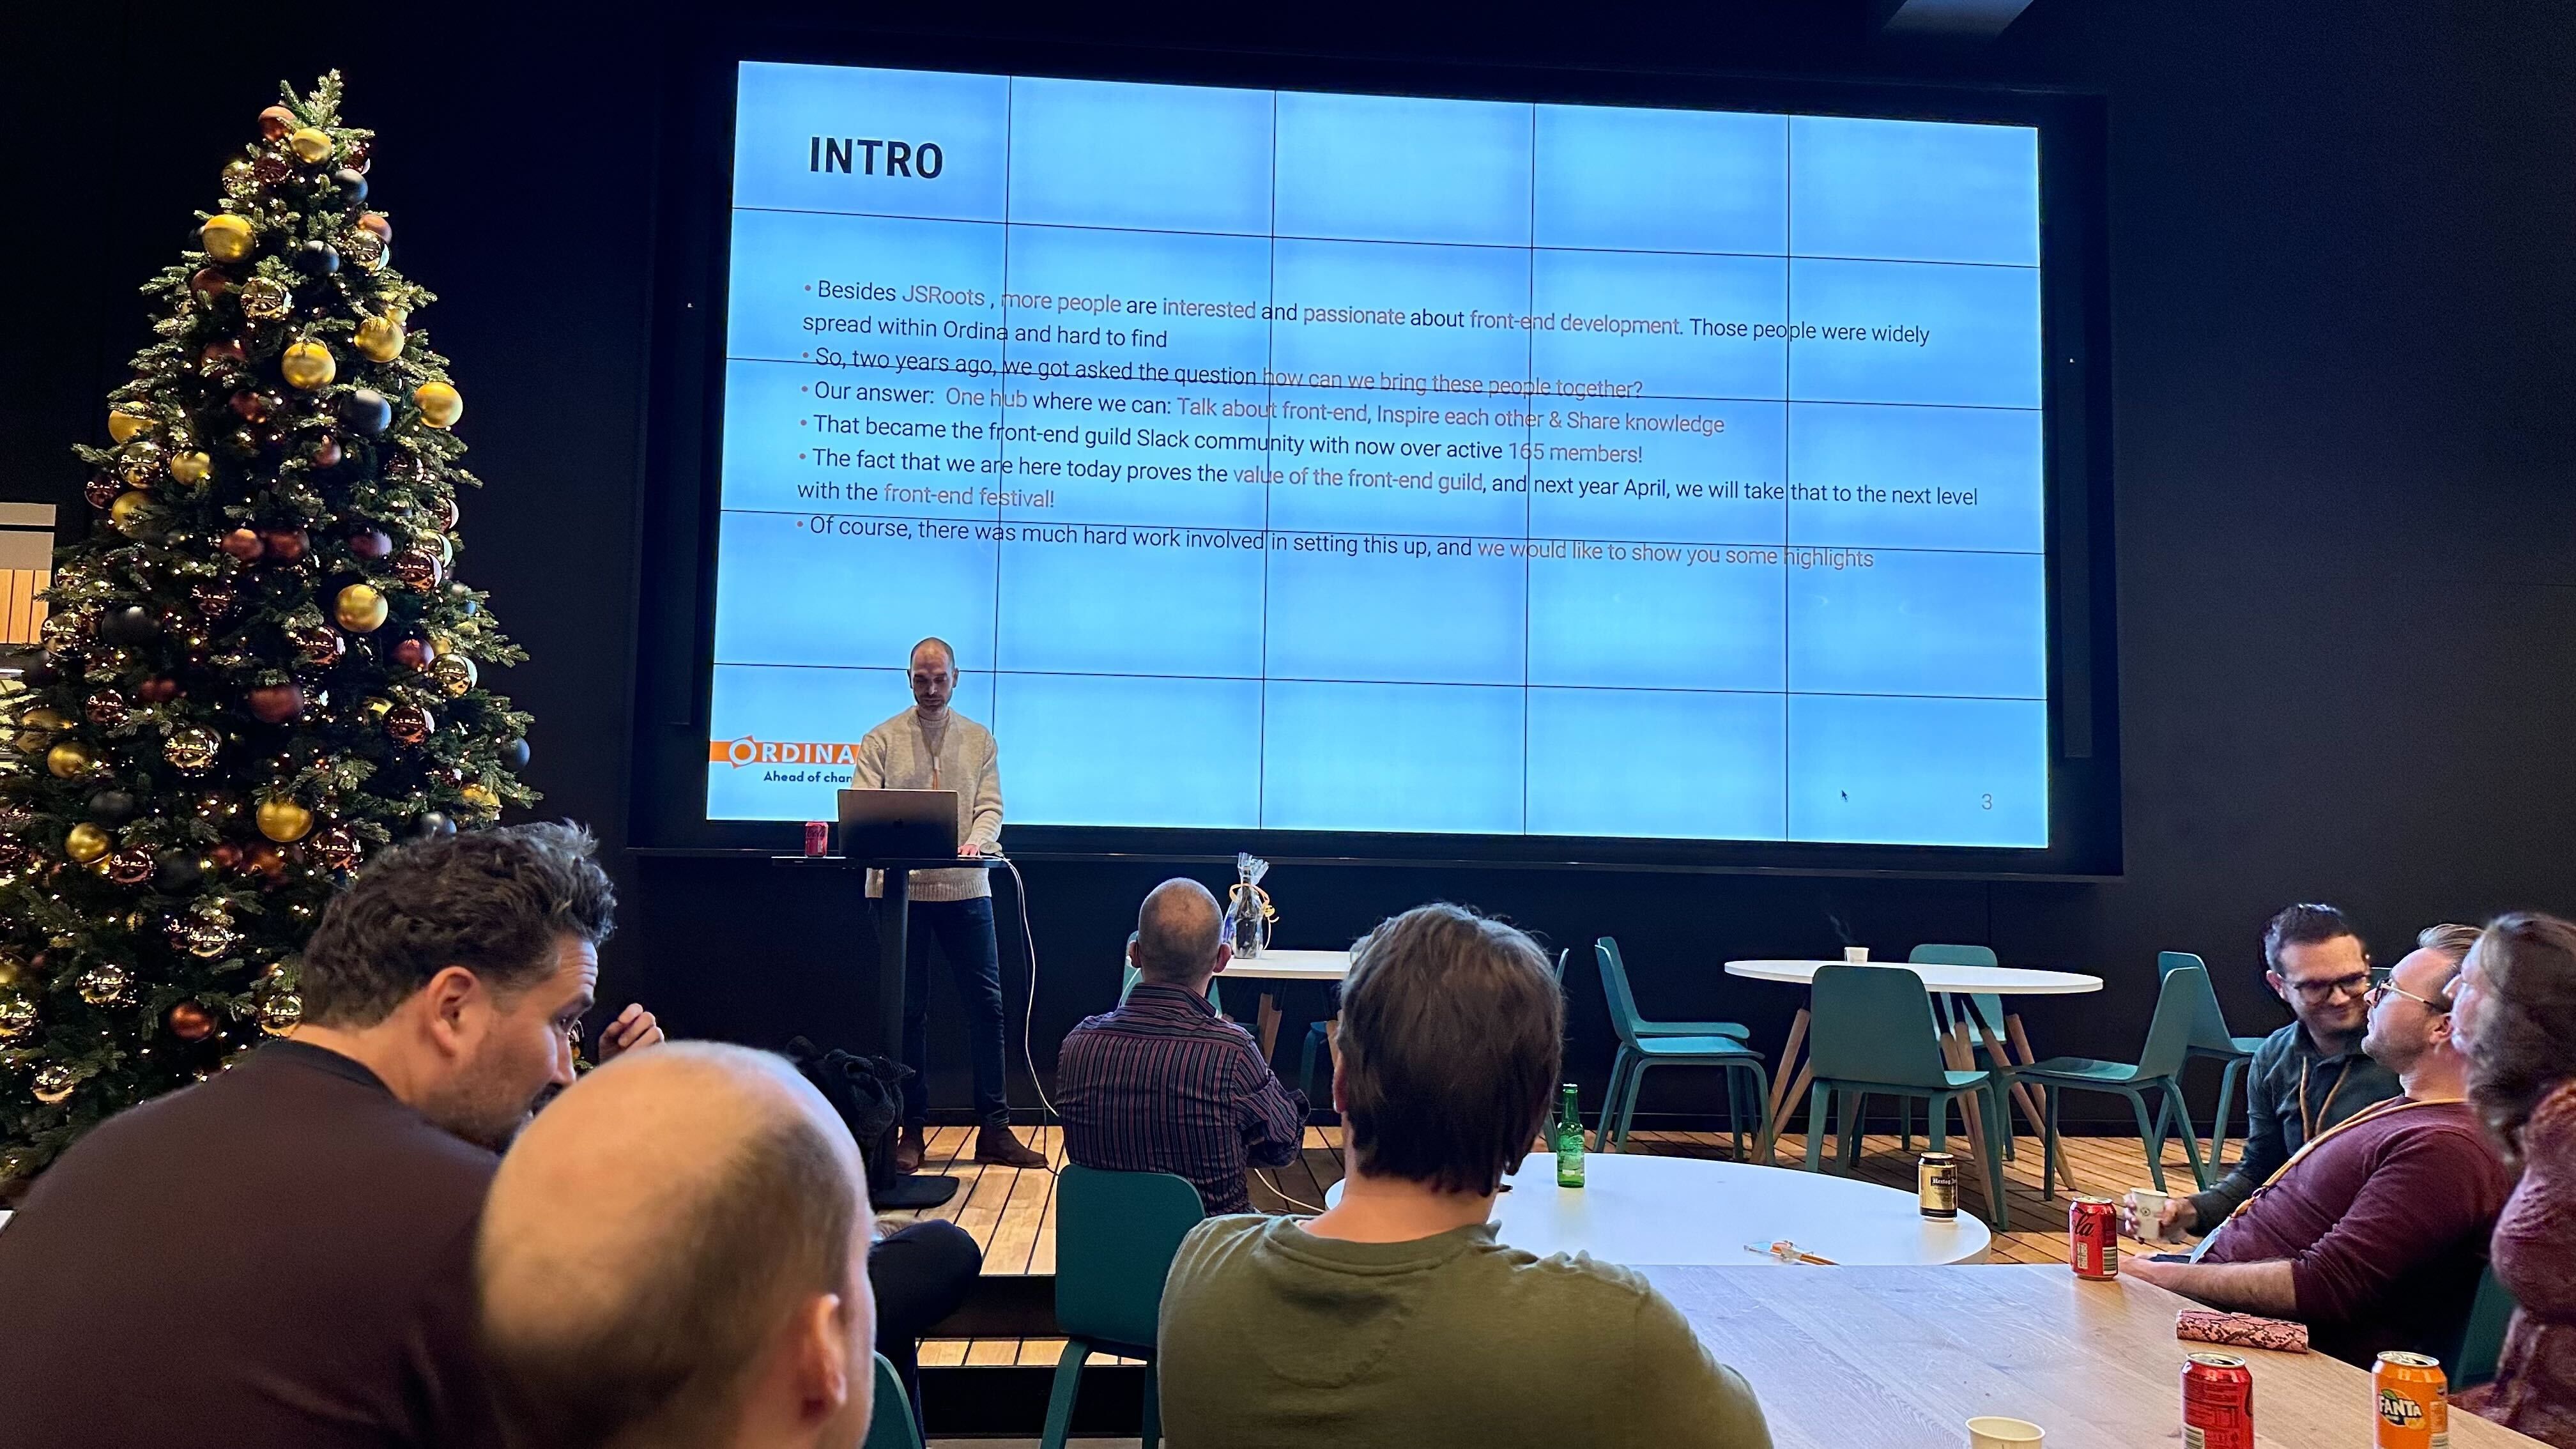 INTRO
• Besides JSRoots , more people are interested and passionate about front-end development. Those people were widely
spread within Ordina and hard to find
• So, two years ago, we got asked the question how can we bring these people together?
• Our answer:  One hub where we can: Talk about front-end, Inspire each other & Share knowledge
• That became the front-end guild Slack community with now over active 165 members!
• The fact that we are here today proves the value of the front-end guild, and next year April, we will take that to the next level
with the front-end festival!
• Of course, there was much hard work involved in setting this up, and we would like to show you some highlights
ORDINA
Ahead of chan
3
FANTA